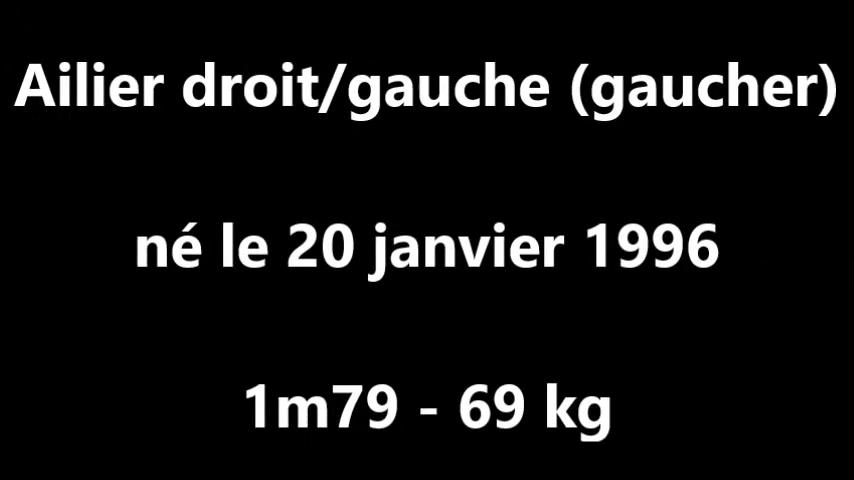 Ailier droit/gauche (gaucher)
né le 20 janvier 1996
1m79 - 69 kg